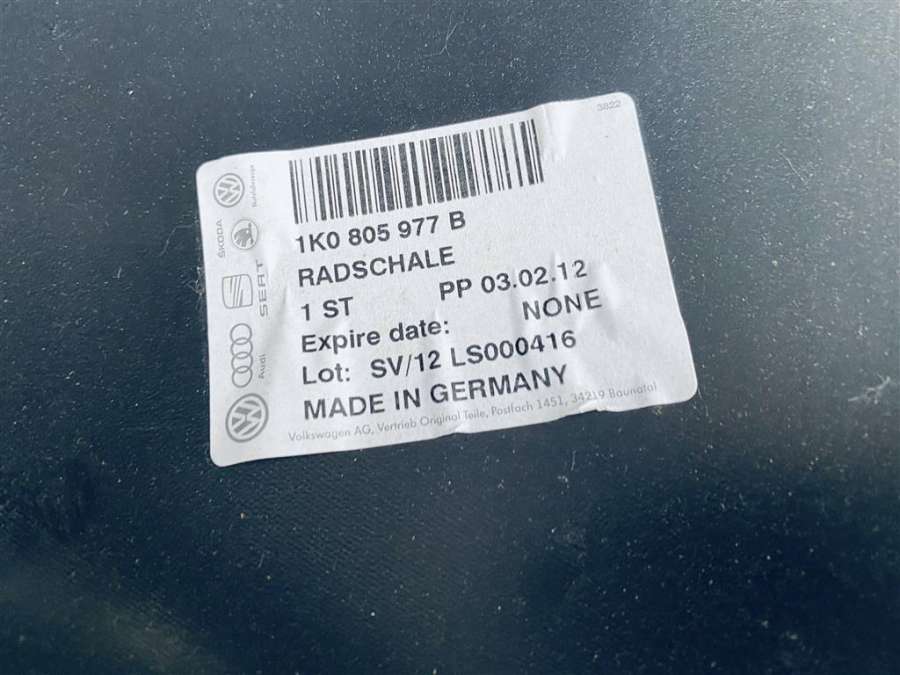 3822
1K0 805 977 B
RADSCHALE
1 ST PP 03.02.12
Expire date: NONE
Lot: SV/12 LS000416
MADE IN GERMANY
Volkswagen AG, Vertrieb Original Teile, Postfach 1451, 34219 Baunatal
Nutzfahrzeuge
ŠKODA
SEAT
Audi